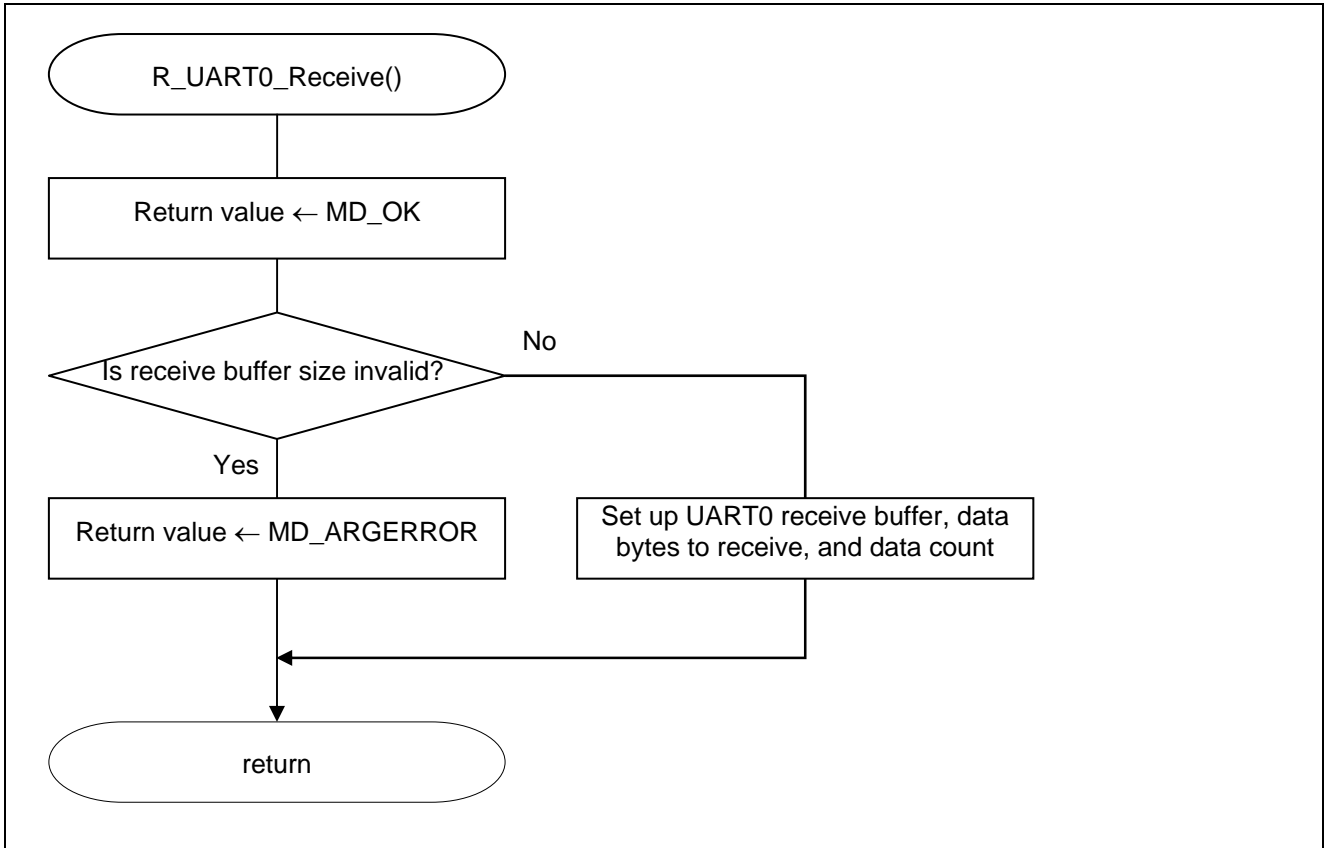 R_UART0_Receive()
Return value ← MD_OK
Is receive buffer size invalid?
No
Yes
Return value ← MD_ARGERROR
Set up UART0 receive buffer, data
bytes to receive, and data count
return